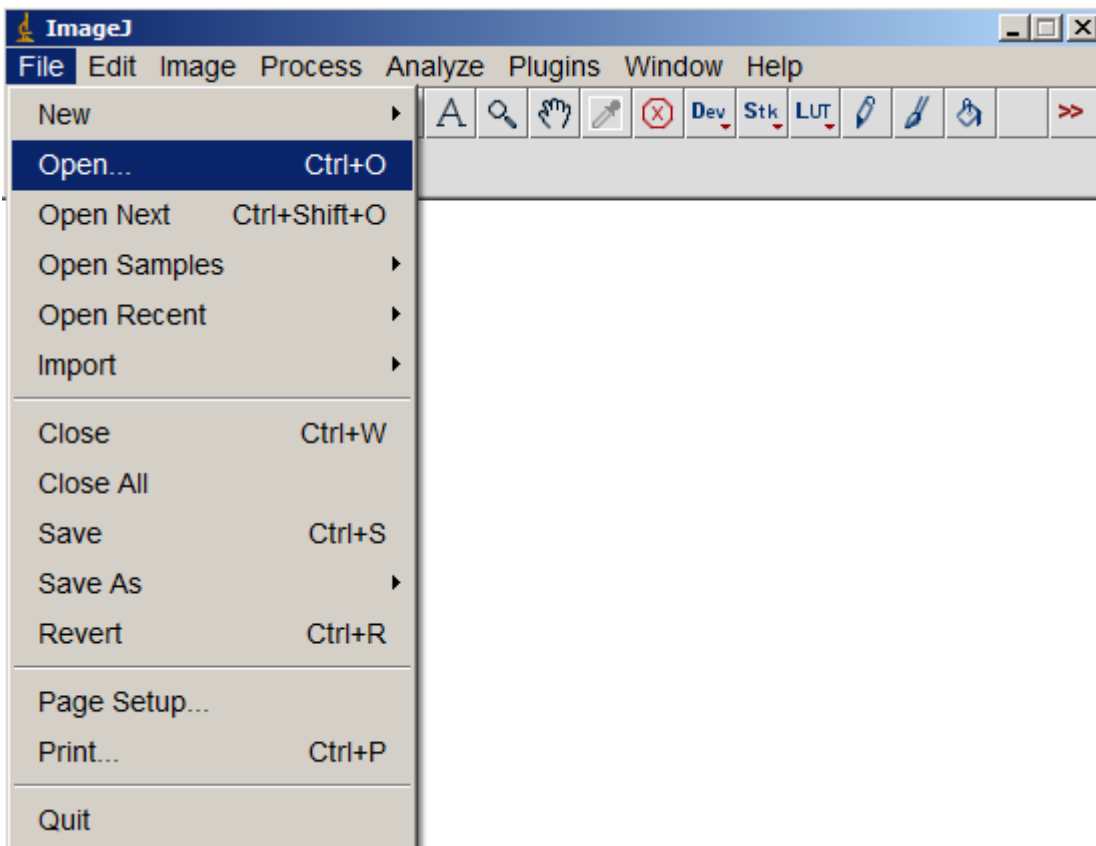 ImageJ
File Edit Image Process Analyze Plugins Window Help
A Dev Stk LUT >>
New
Open... Ctrl+O
Open Next Ctrl+Shift+O
Open Samples
Open Recent
Import
Close Ctrl+W
Close All
Save Ctrl+S
Save As
Revert Ctrl+R
Page Setup...
Print... Ctrl+P
Quit